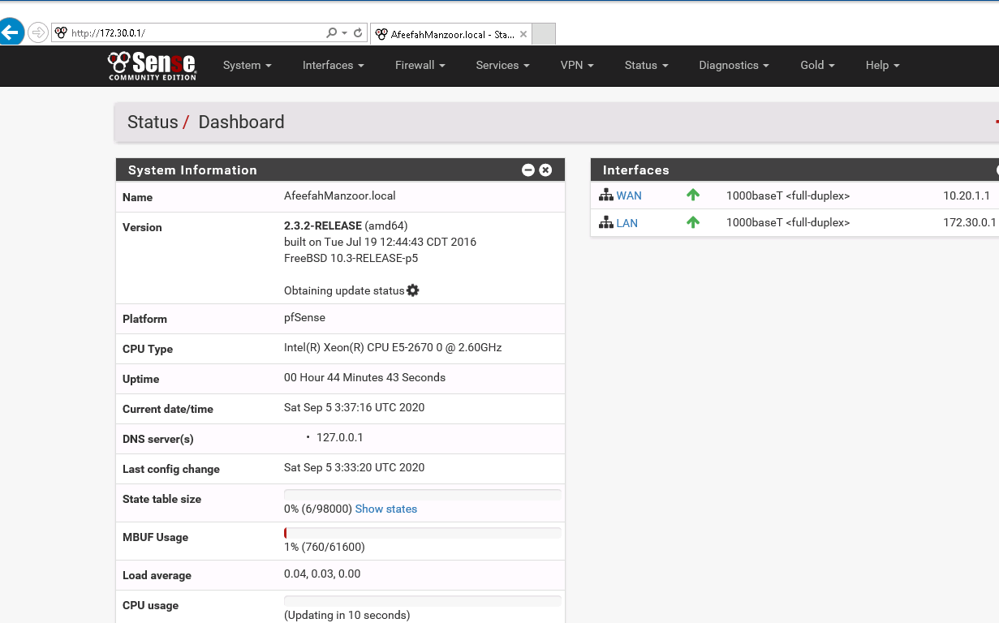 http://172.30.0.1/
AfeefahManzoor.local - Sta...
Sense
COMMUNITY EDITION
System
Interfaces
Firewall
Services
VPN
Status
Diagnostics
Gold
Help
Status / Dashboard
System Information
Name AfeefahManzoor.local
Version 2.3.2-RELEASE (amd64)
built on Tue Jul 19 12:44:43 CDT 2016
FreeBSD 10.3-RELEASE-p5
Obtaining update status
Platform pfSense
CPU Type Intel(R) Xeon(R) CPU E5-2670 0 @ 2.60GHz
Uptime 00 Hour 44 Minutes 43 Seconds
Current date/time Sat Sep 5 3:37:16 UTC 2020
DNS server(s) • 127.0.0.1
Last config change Sat Sep 5 3:33:20 UTC 2020
State table size
0% (6/98000) Show states
MBUF Usage
1% (760/61600)
Load average 0.04, 0.03, 0.00
CPU usage
(Updating in 10 seconds)
Interfaces
WAN 1000baseT <full-duplex> 10.20.1.1
LAN 1000baseT <full-duplex> 172.30.0.1